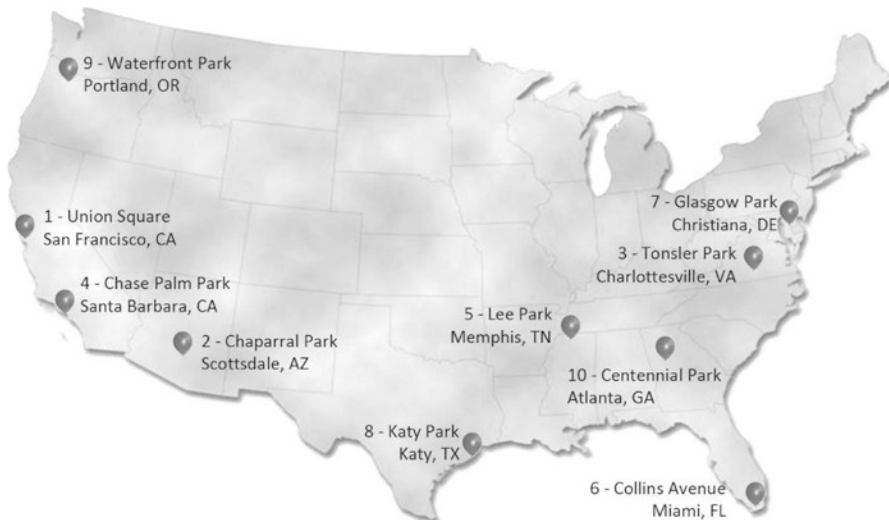 9 - Waterfront Park
Portland, OR
1 - Union Square
San Francisco, CA
7 - Glasgow Park
Christiana, DE
3 - Tonsler Park
Charlottesville, VA
4 - Chase Palm Park
Santa Barbara, CA
5 - Lee Park
Memphis, TN
2 - Chaparral Park
Scottsdale, AZ
10 - Centennial Park
Atlanta, GA
8 - Katy Park
Katy, TX
6 - Collins Avenue
Miami, FL